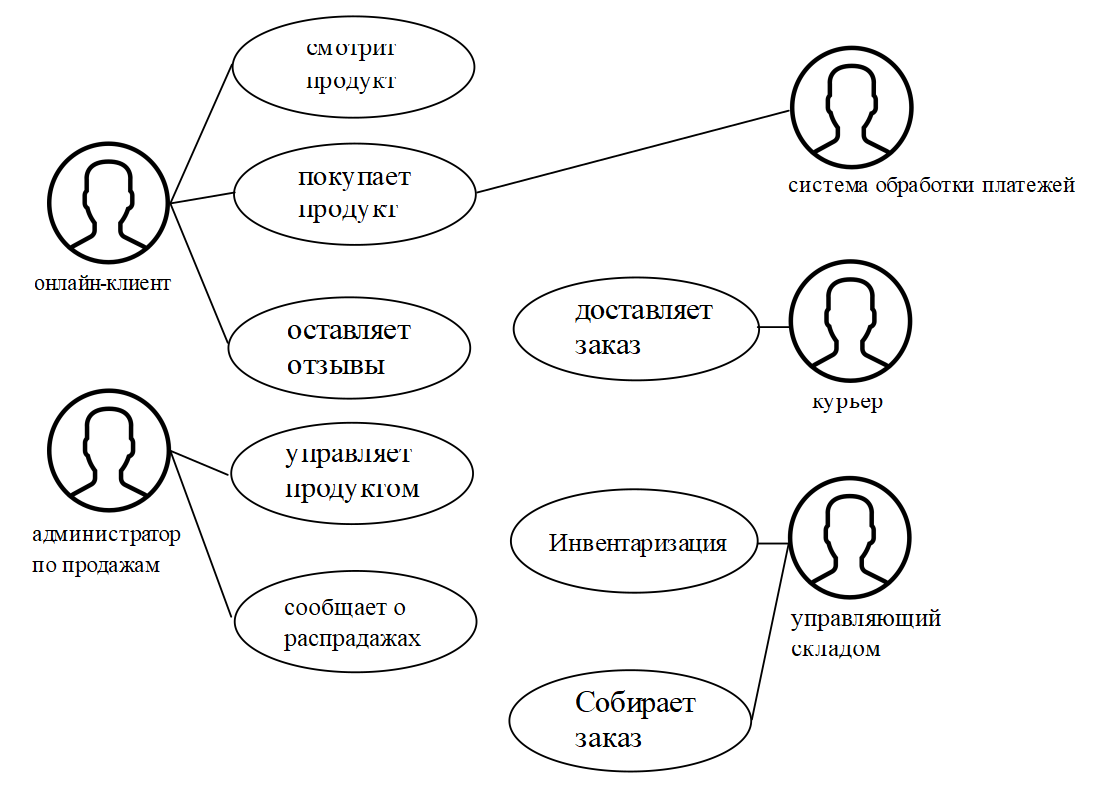 смотрит
продукт
покупает
продукт
система обработки платежей
онлайн-клиент
оставляет
отзывы
доставляет
заказ
курьер
управляет
продуктом
администратор
по продажам
Инвентаризация
сообщает о
распрадажах
управляющий
складом
Собирает
заказ